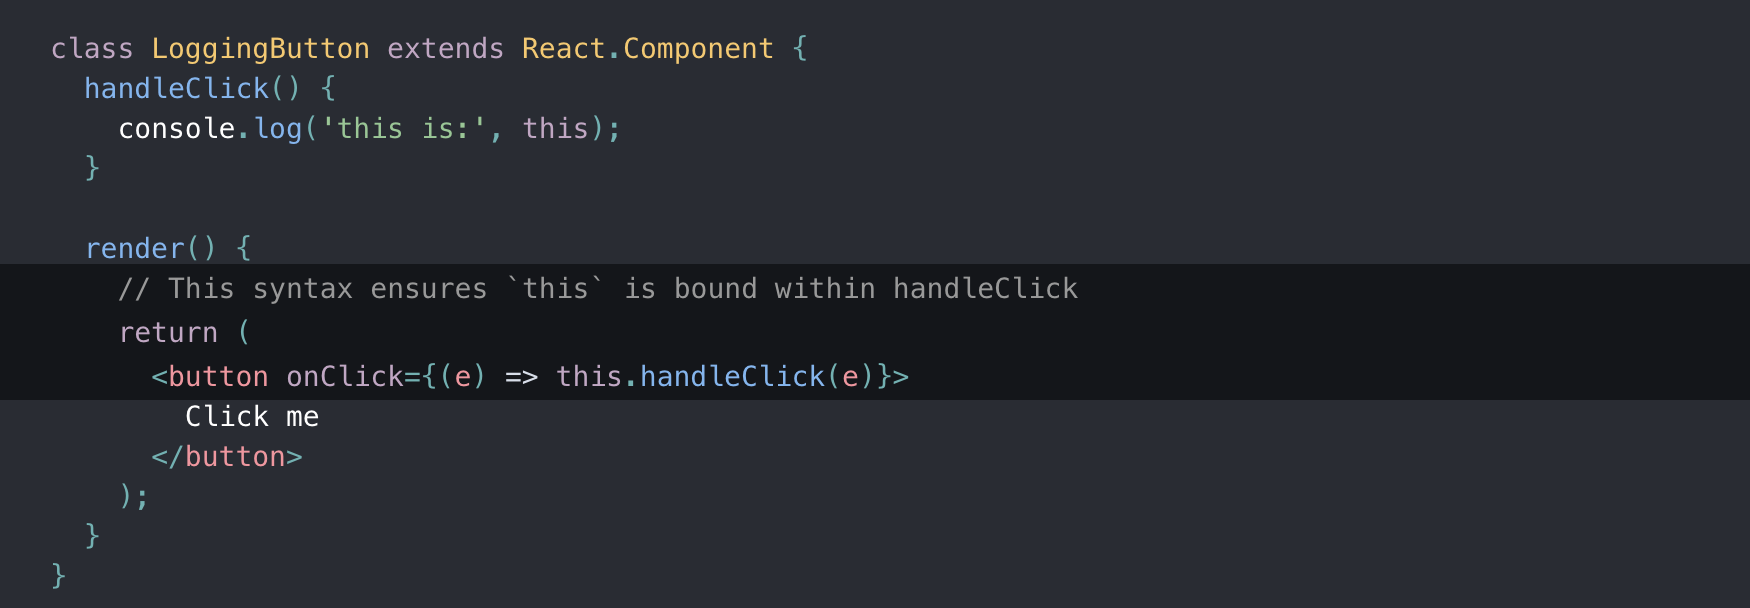 class LoggingButton extends React.Component {
  handleClick() {
    console.log('this is:', this);
  }

  render() {
    // This syntax ensures `this` is bound within handleClick
    return (
      <button onClick={(e) => this.handleClick(e)}>
        Click me
      </button>
    );
  }
}